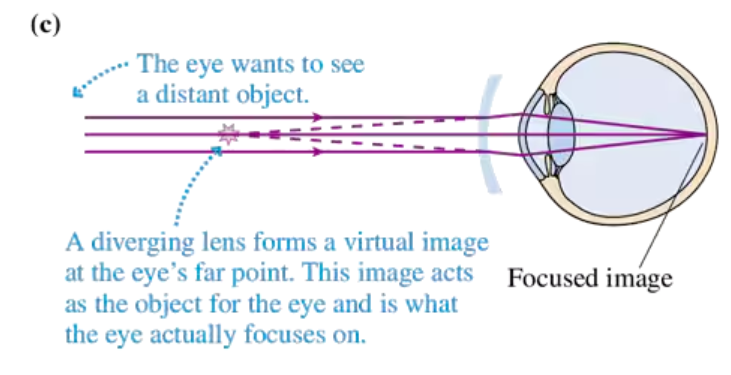 (c)
The eye wants to see
a distant object.
A diverging lens forms a virtual image
at the eye's far point. This image acts
as the object for the eye and is what
the eye actually focuses on.
Focused image